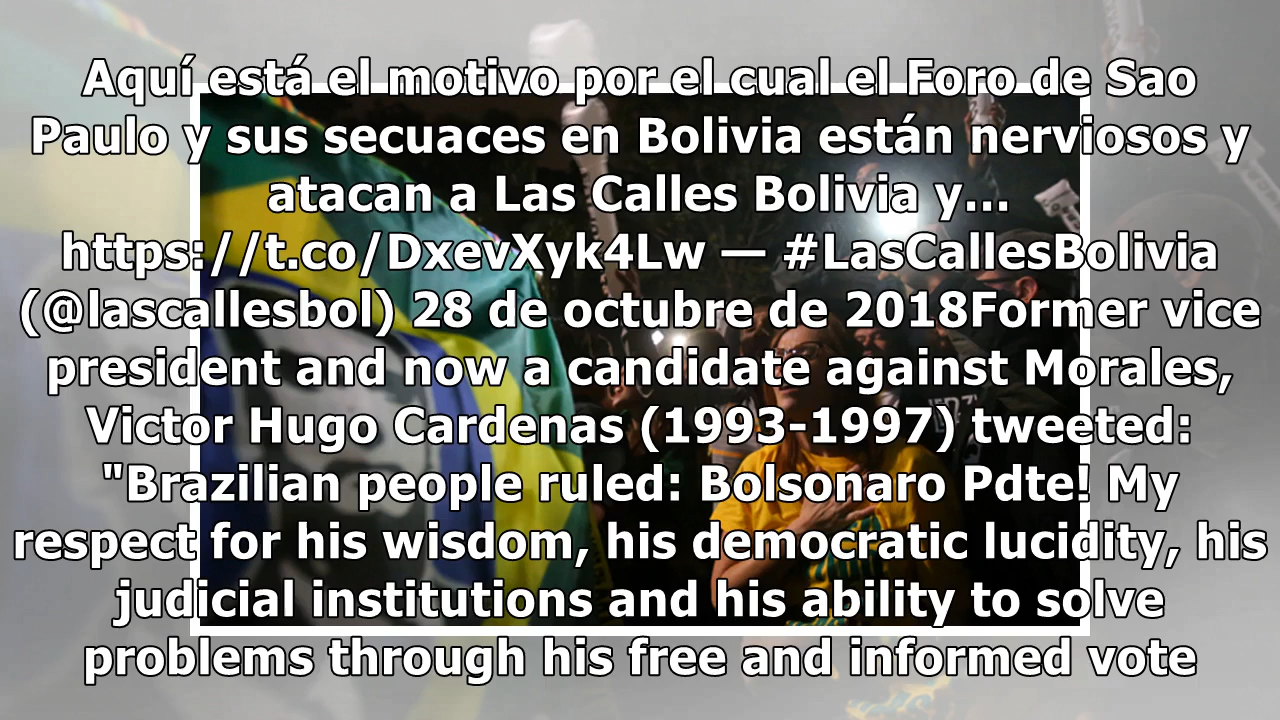 Aquí está el motivo por el cual el Foro de Sao
Paulo y sus secuaces en Bolivia están nerviosos y
atacan a Las Calles Bolivia y...
https://t.co/DxevXyk4Lw — #LasCallesBolivia
(@lascallesbol) 28 de octubre de 2018Former vice
president and now a candidate against Morales,
Victor Hugo Cardenas (1993-1997) tweeted:
"Brazilian people ruled: Bolsonaro Pdte! My
respect for his wisdom, his democratic lucidity, his
judicial institutions and his ability to solve
problems through his free and informed vote